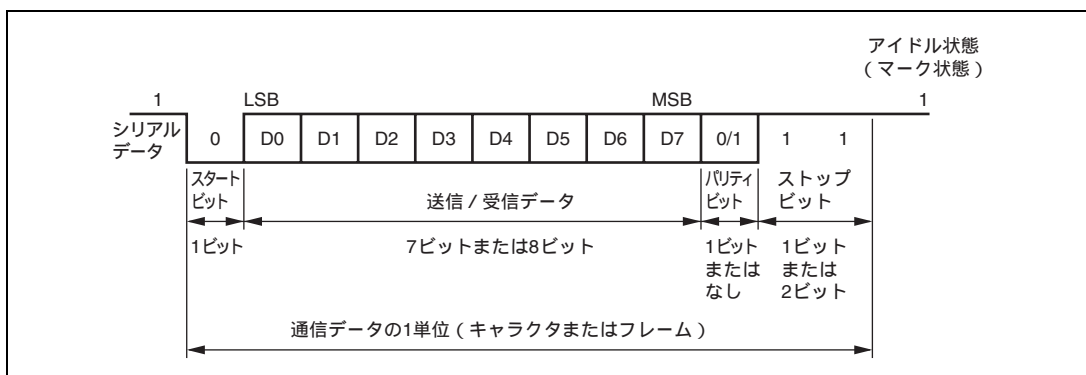 アイドル状態
（マーク状態）
1 LSB MSB 1
シリアル
データ
0 D0 D1 D2 D3 D4 D5 D6 D7 0/1 1 1
スタート
ビット
送信 / 受信データ
パリティ
ビット
ストップ
ビット
1ビット
7ビットまたは8ビット
1ビット
または
なし
1ビット
または
2ビット
通信データの1単位（キャラクタまたはフレーム）